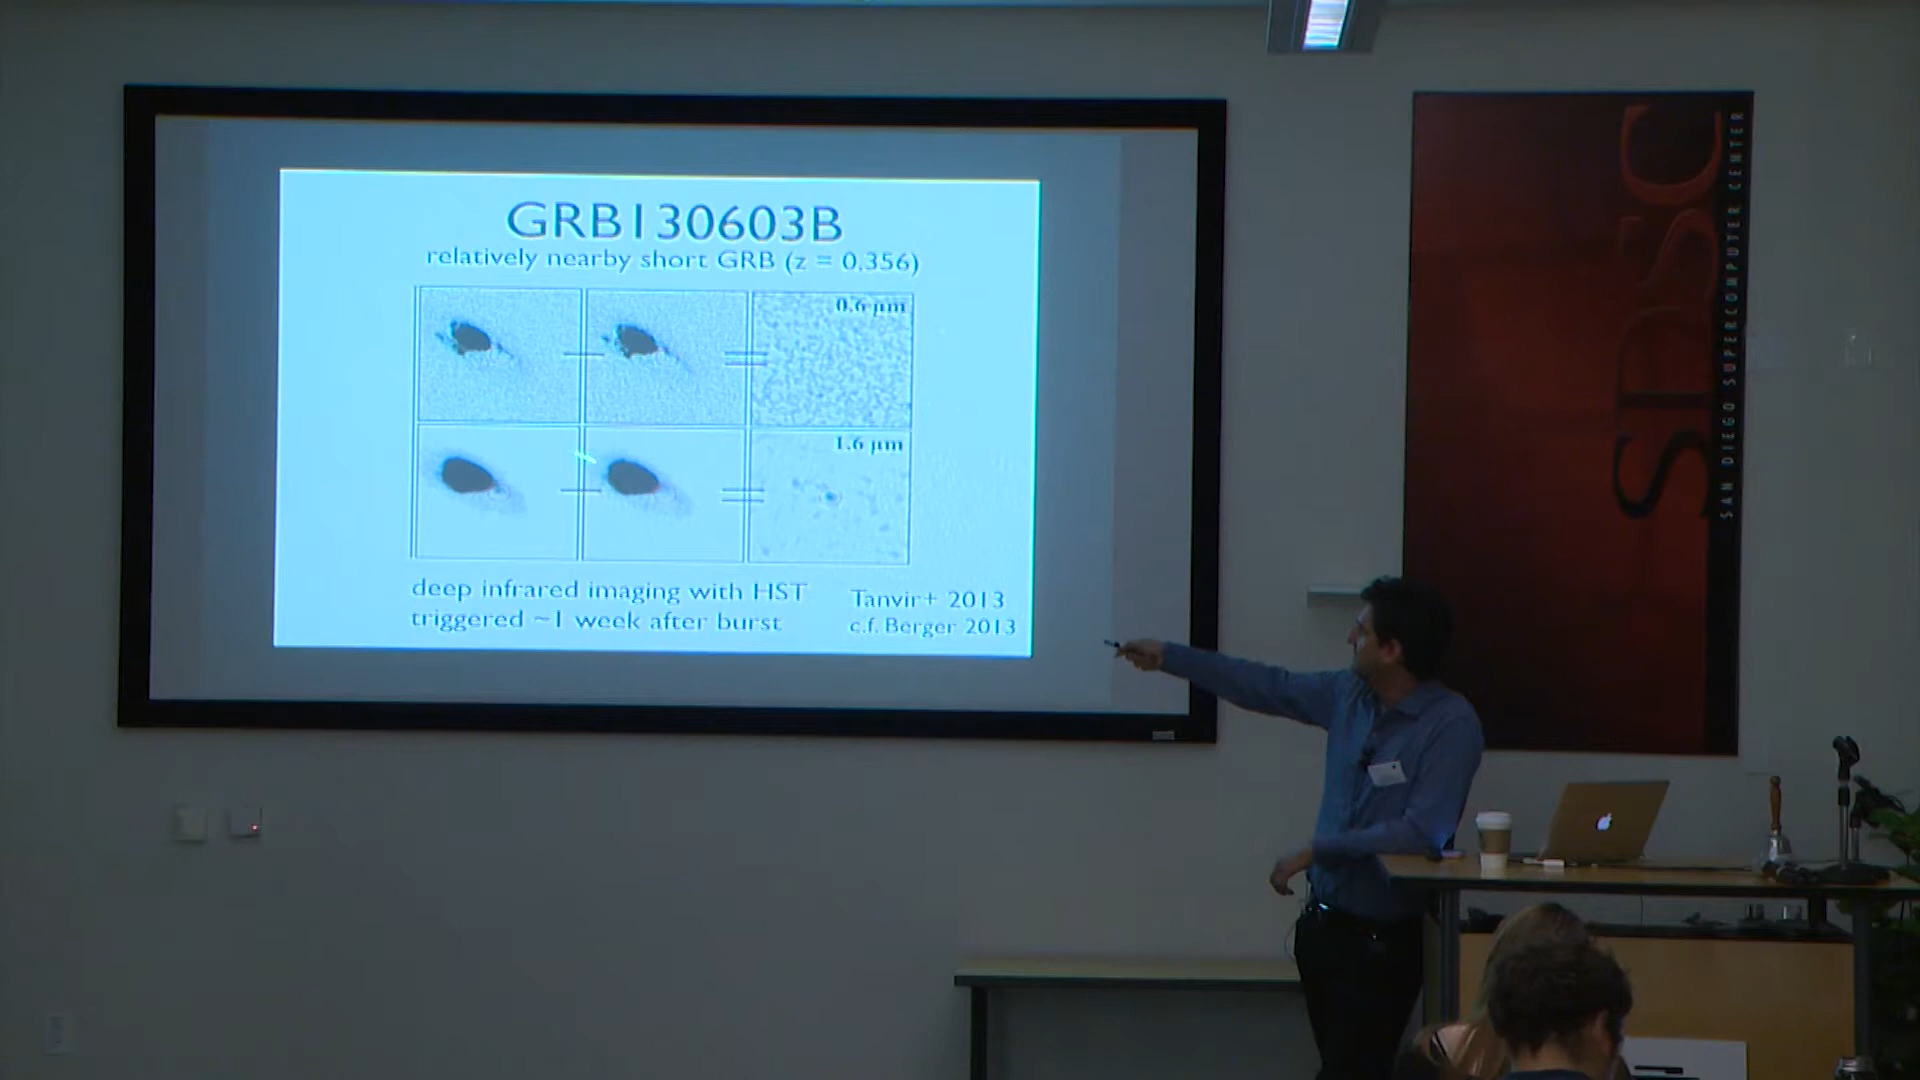 GRB130603B
relatively nearby short GRB (z = 0.356)
0.6 μm
1.6 μm
deep infrared imaging with HST
triggered ~1 week after burst
Tanvir+ 2013
c.f. Berger 2013
SDSC
SAN DIEGO SUPERCOMPUTER CENTER